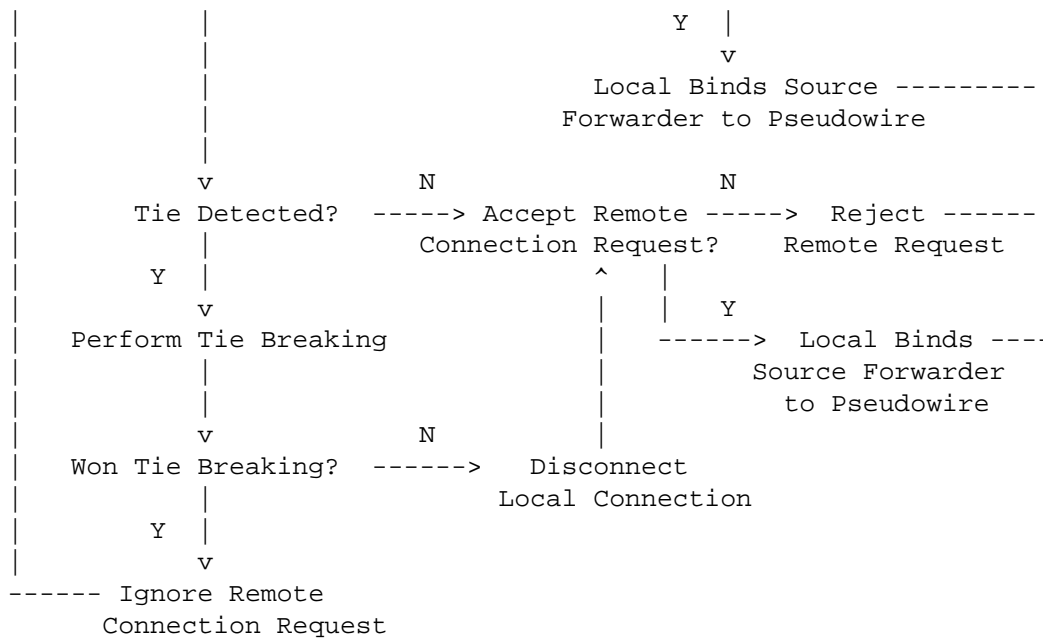 |            |                             Y  |
|            |                                v
|            |                        Local Binds Source ---------
|            |                      Forwarder to Pseudowire
|            |
|            v             N                  N
|       Tie Detected?  -----> Accept Remote -----> Reject ------
|            |             Connection Request?    Remote Request
|         Y  |                         ^   |
|            v                         |   |   Y
|    Perform Tie Breaking              |   ------> Local Binds ----
|            |                         |         Source Forwarder
|            |                         |           to Pseudowire
|            v             N           |
|    Won Tie Breaking?  ------>   Disconnect
|            |                  Local Connection
|         Y  |
|            v
------ Ignore Remote
      Connection Request